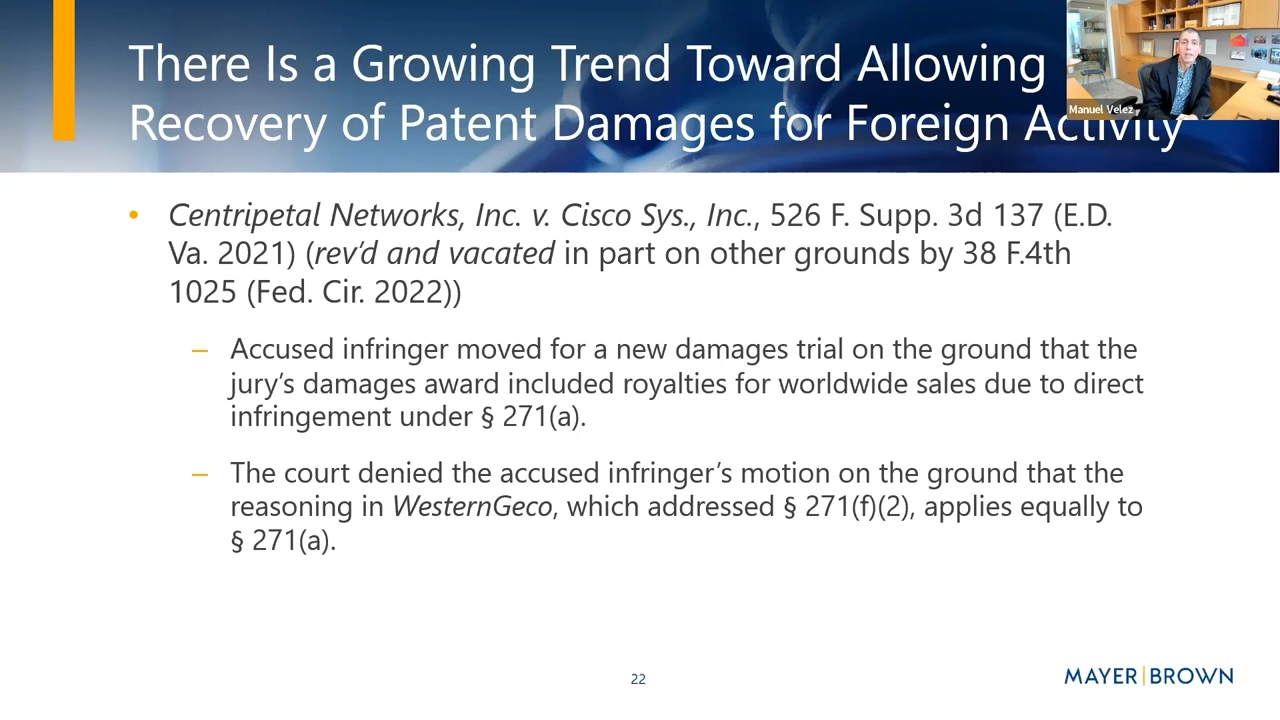 There Is a Growing Trend Toward Allowing
Recovery of Patent Damages for Foreign Activity
Manuel Velez
• Centripetal Networks, Inc. v. Cisco Sys., Inc., 526 F. Supp. 3d 137 (E.D.
Va. 2021) (rev’d and vacated in part on other grounds by 38 F.4th
1025 (Fed. Cir. 2022))
– Accused infringer moved for a new damages trial on the ground that the
jury’s damages award included royalties for worldwide sales due to direct
infringement under § 271(a).
– The court denied the accused infringer’s motion on the ground that the
reasoning in WesternGeco, which addressed § 271(f)(2), applies equally to
§ 271(a).
22
MAYER|BROWN